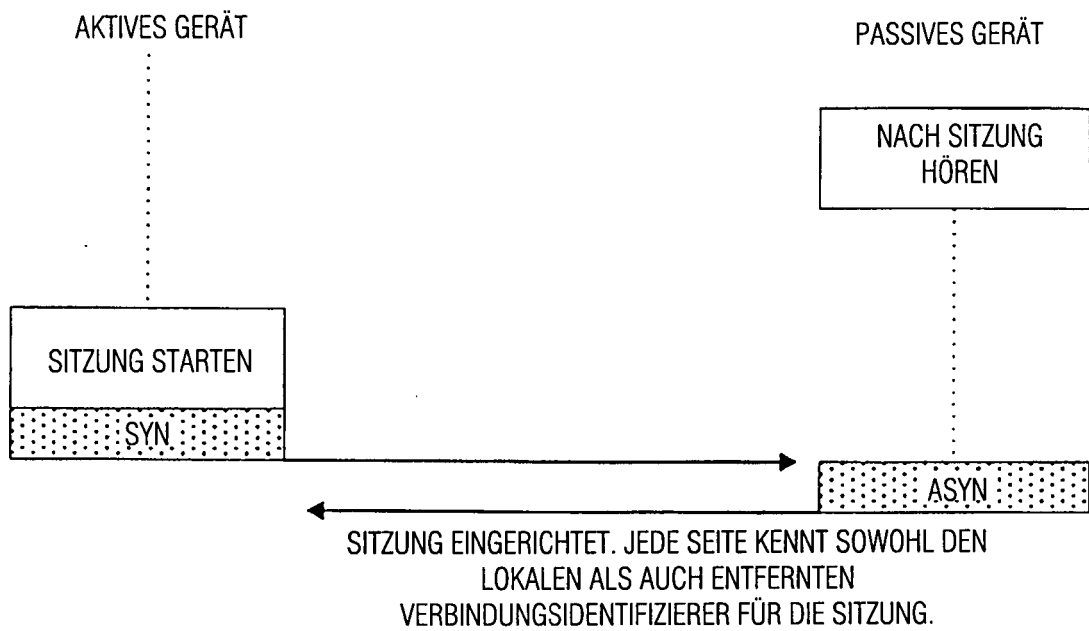 AKTIVES GERÄT
PASSIVES GERÄT
NACH SITZUNG
HÖREN
SITZUNG STARTEN
SYN
ASYN
SITZUNG EINGERICHTET. JEDE SEITE KENNT SOWOHL DEN
LOKALEN ALS AUCH ENTFERNTEN
VERBINDUNGSIDENTIFIZIERER FÜR DIE SITZUNG.